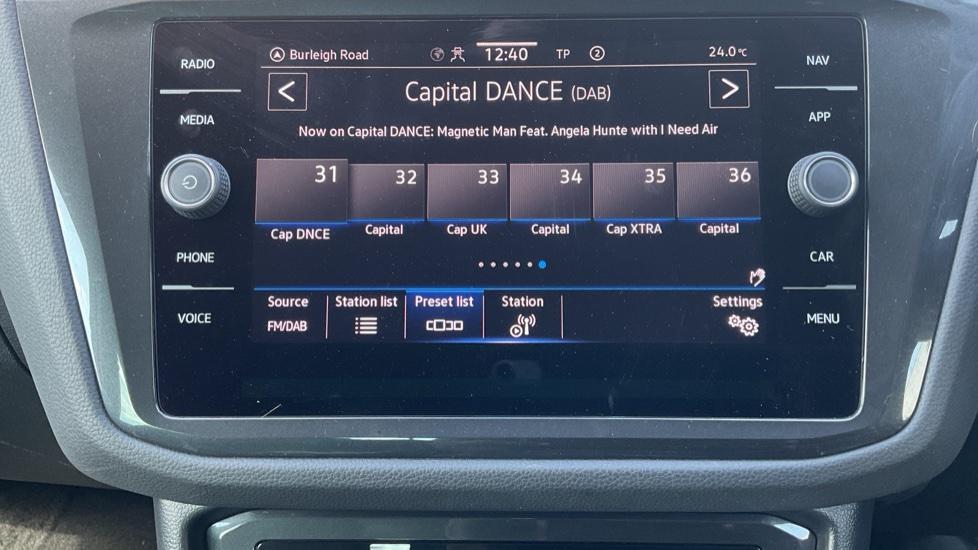 RADIO
MEDIA
PHONE
VOICE
Burleigh Road 12:40 TP 2 24.0°C
< Capital DANCE (DAB) >
Now on Capital DANCE: Magnetic Man Feat. Angela Hunte with I Need Air
31 32 33 34 35 36
Cap DNCE Capital Cap UK Capital Cap XTRA Capital
Source Station list Preset list Station Settings
FM/DAB
NAV
APP
CAR
MENU